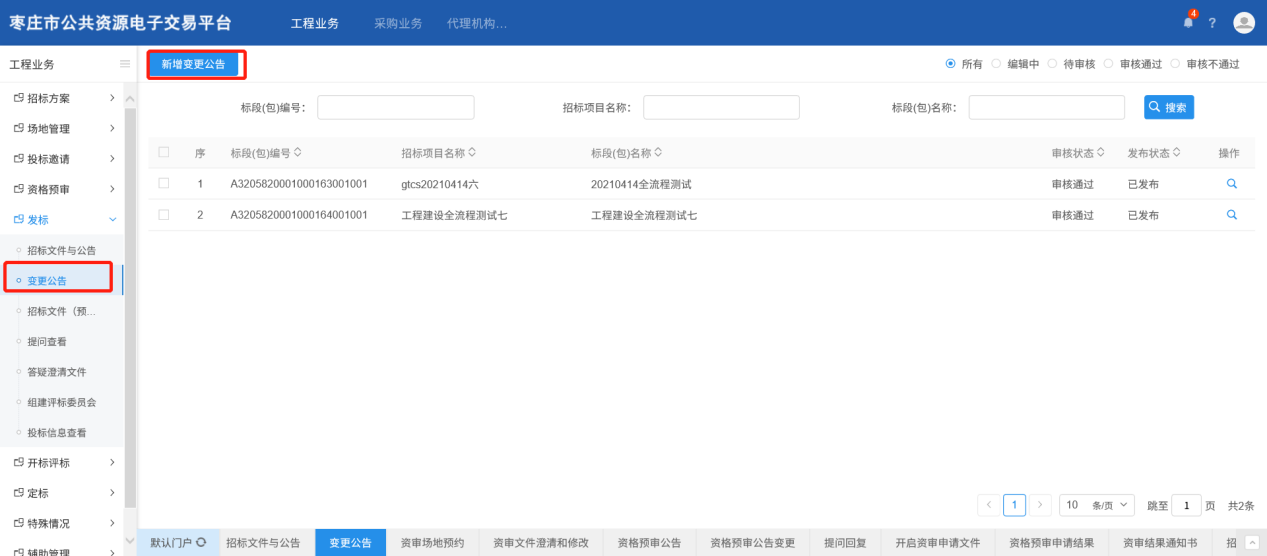 枣庄市公共资源电子交易平台 工程业务 采购业务 代理机构... 4 ?
工程业务
新增变更公告 所有 编辑中 待审核 审核通过 审核不通过
招标方案
场地管理
投标邀请
资格预审
发标
招标文件与公告
变更公告
招标文件（预...
提问查看
答疑澄清文件
组建评标委员会
投标信息查看
开标评标
定标
特殊情况
辅助管理
标段(包)编号： 招标项目名称： 标段(包)名称： 搜索
序 标段(包)编号 招标项目名称 标段(包)名称 审核状态 发布状态 操作
1 A3205820001000163001001 gtcs20210414六 20210414全流程测试 审核通过 已发布
2 A3205820001000164001001 工程建设全流程测试七 工程建设全流程测试七 审核通过 已发布
1 10 条/页 跳至 1 页 共2条
默认门户 招标文件与公告 变更公告 资审场地预约 资审文件澄清和修改 资格预审公告 资格预审公告变更 提问回复 开启资审申请文件 资格预审申请结果 资审结果通知书 招